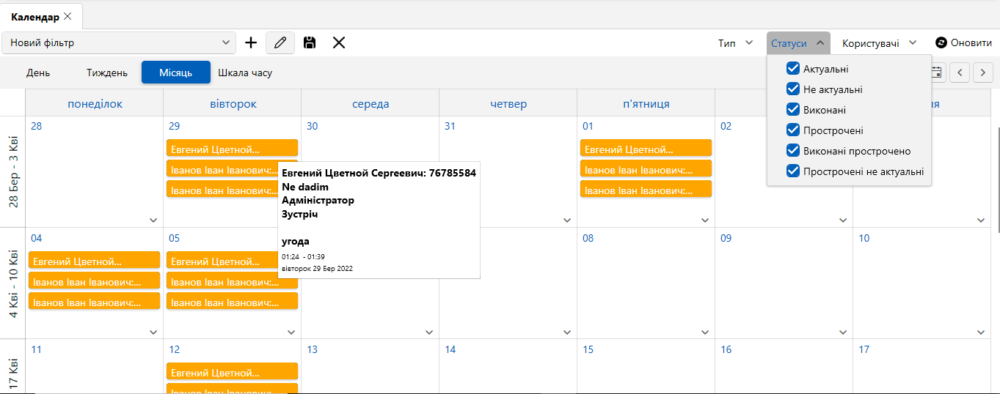 Календар
Новий фільтр
Тип
Статуси
Користувачі
Оновити
День
Тиждень
Місяць
Шкала часу
Актуальні
Не актуальні
Виконані
Прострочені
Виконані прострочено
Прострочені не актуальні
понеділок
вівторок
середа
четвер
п'ятниця
28 Бер - 3 Кві
28
29
Евгений Цветной...
Іванов Іван Іванович:...
Іванов Іван Іванович:
30
31
01
Евгений Цветной...
Іванов Іван Іванович:...
Іванов Іван Іванович:...
02
Евгений Цветной Сергеевич: 76785584
Ne dadim
Адміністратор
Зустріч
угода
01:24 - 01:39
вівторок 29 Бер 2022
4 Кві - 10 Кві
04
Евгений Цветной...
Іванов Іван Іванович:...
Іванов Іван Іванович:...
05
Евгений Цветной...
Іванов Іван Іванович:...
Іванов Іван Іванович:...
08
09
10
17 Кві
11
12
Евгений Цветной...
Іванов Іван Іванович:...
13
14
15
16
17